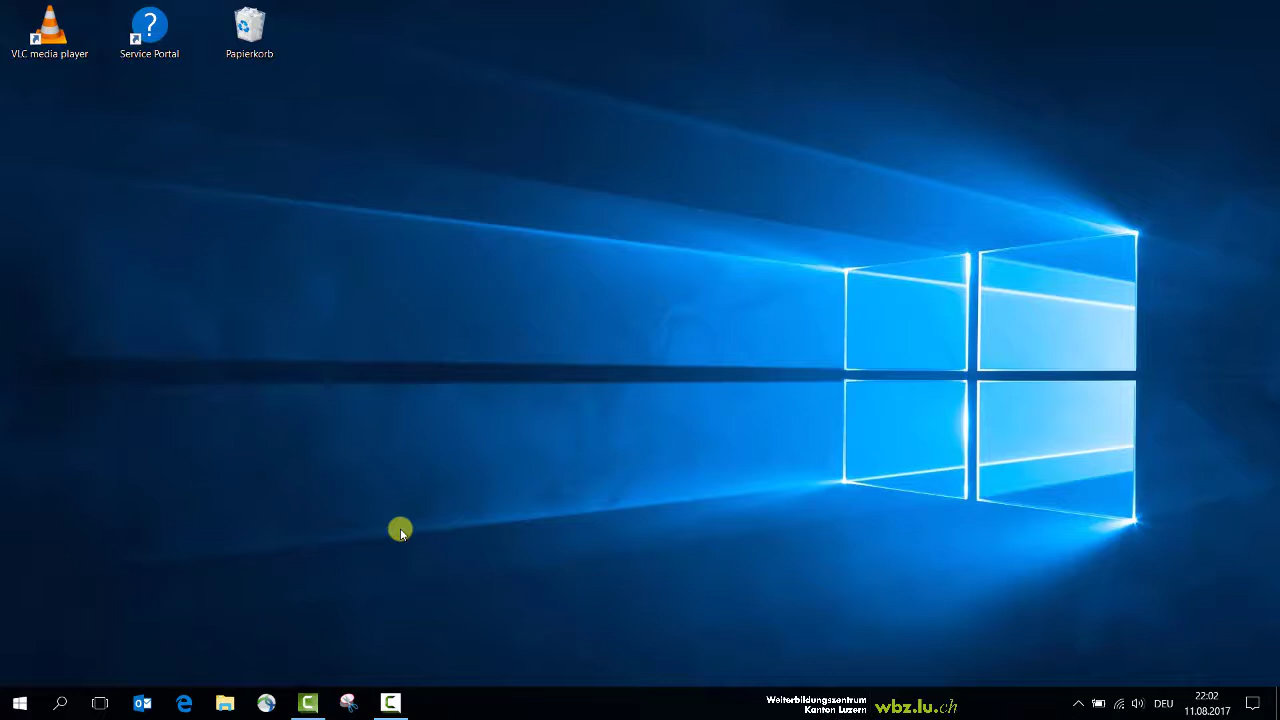 VLC media player
Service Portal
Papierkorb
Weiterbildungszentrum
Kanton Luzern
wbz.lu.ch
DEU
22:02
11.08.2017